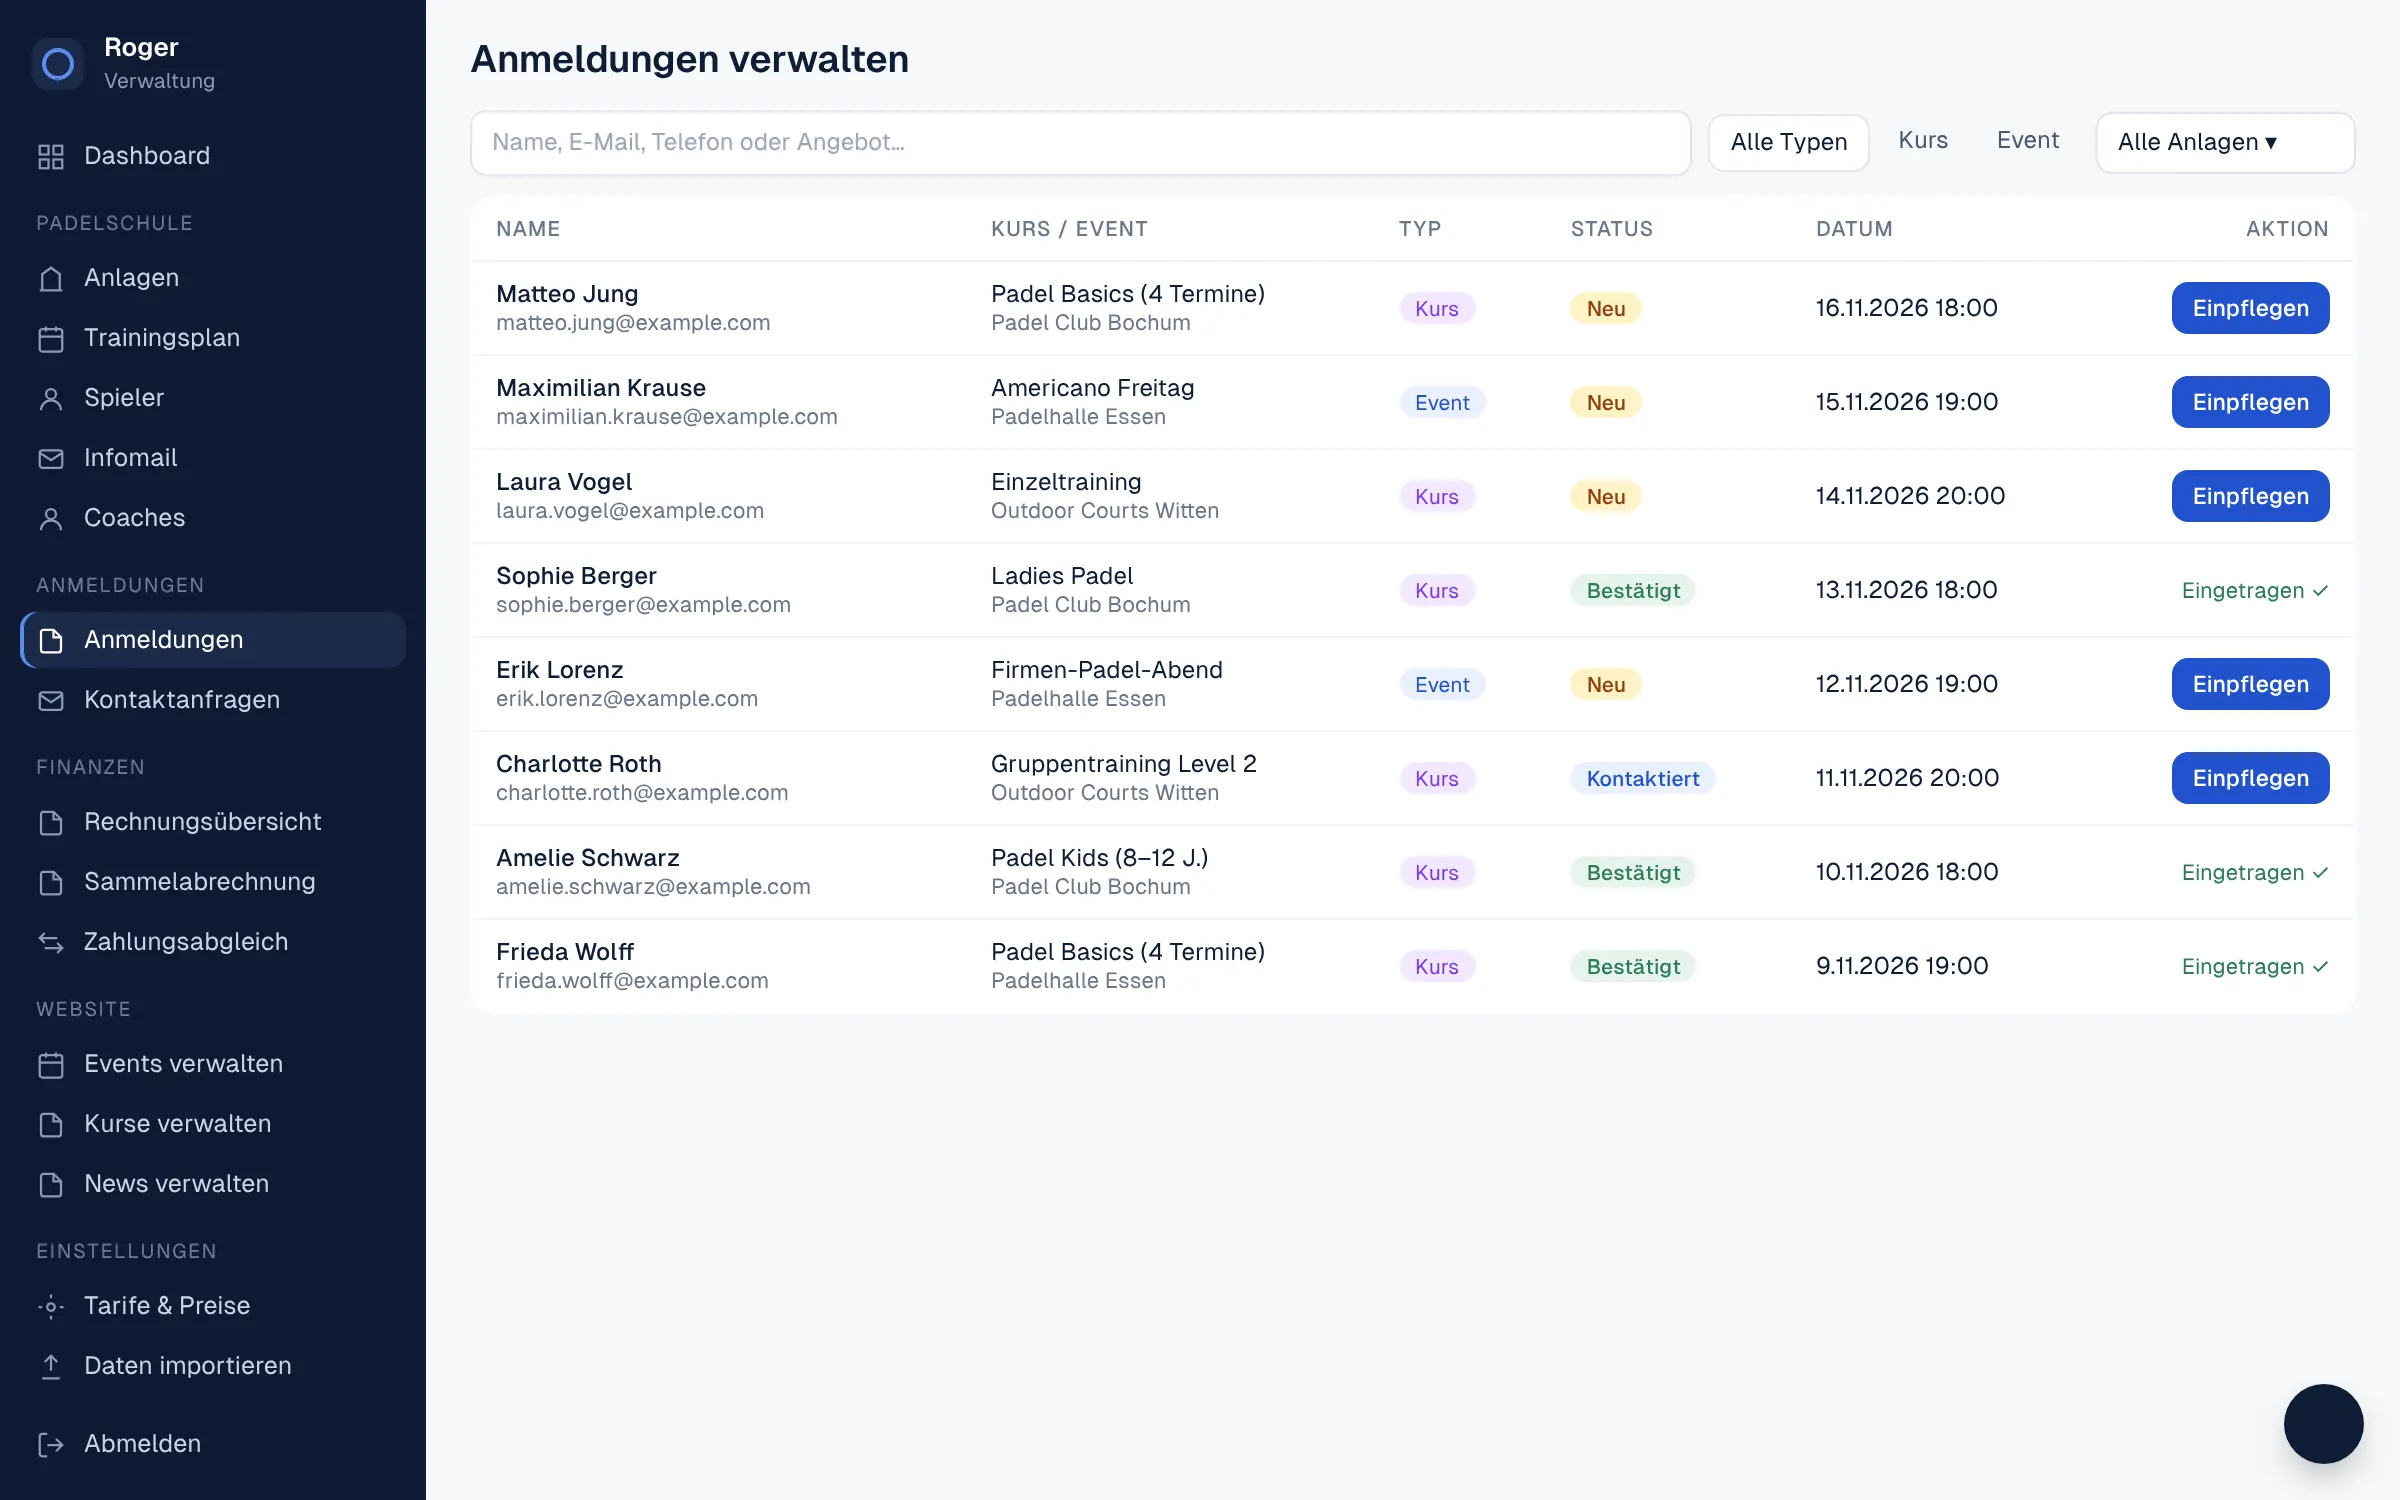 Roger
Verwaltung
Dashboard
PADELSCHULE
Anlagen
Trainingsplan
Spieler
Infomail
Coaches
ANMELDUNGEN
Anmeldungen
Kontaktanfragen
FINANZEN
Rechnungsübersicht
Sammelabrechnung
Zahlungsabgleich
WEBSITE
Events verwalten
Kurse verwalten
News verwalten
EINSTELLUNGEN
Tarife & Preise
Daten importieren
Abmelden
Anmeldungen verwalten
Name, E-Mail, Telefon oder Angebot... Alle Typen Kurs Event Alle Anlagen ▾
NAME KURS / EVENT TYP STATUS DATUM AKTION
Matteo Jung Padel Basics (4 Termine) Kurs Neu 16.11.2026 18:00 Einpflegen
matteo.jung@example.com Padel Club Bochum
Maximilian Krause Americano Freitag Event Neu 15.11.2026 19:00 Einpflegen
maximilian.krause@example.com Padelhalle Essen
Laura Vogel Einzeltraining Kurs Neu 14.11.2026 20:00 Einpflegen
laura.vogel@example.com Outdoor Courts Witten
Sophie Berger Ladies Padel Kurs Bestätigt 13.11.2026 18:00 Eingetragen ✓
sophie.berger@example.com Padel Club Bochum
Erik Lorenz Firmen-Padel-Abend Event Neu 12.11.2026 19:00 Einpflegen
erik.lorenz@example.com Padelhalle Essen
Charlotte Roth Gruppentraining Level 2 Kurs Kontaktiert 11.11.2026 20:00 Einpflegen
charlotte.roth@example.com Outdoor Courts Witten
Amelie Schwarz Padel Kids (8–12 J.) Kurs Bestätigt 10.11.2026 18:00 Eingetragen ✓
amelie.schwarz@example.com Padel Club Bochum
Frieda Wolff Padel Basics (4 Termine) Kurs Bestätigt 9.11.2026 19:00 Eingetragen ✓
frieda.wolff@example.com Padelhalle Essen